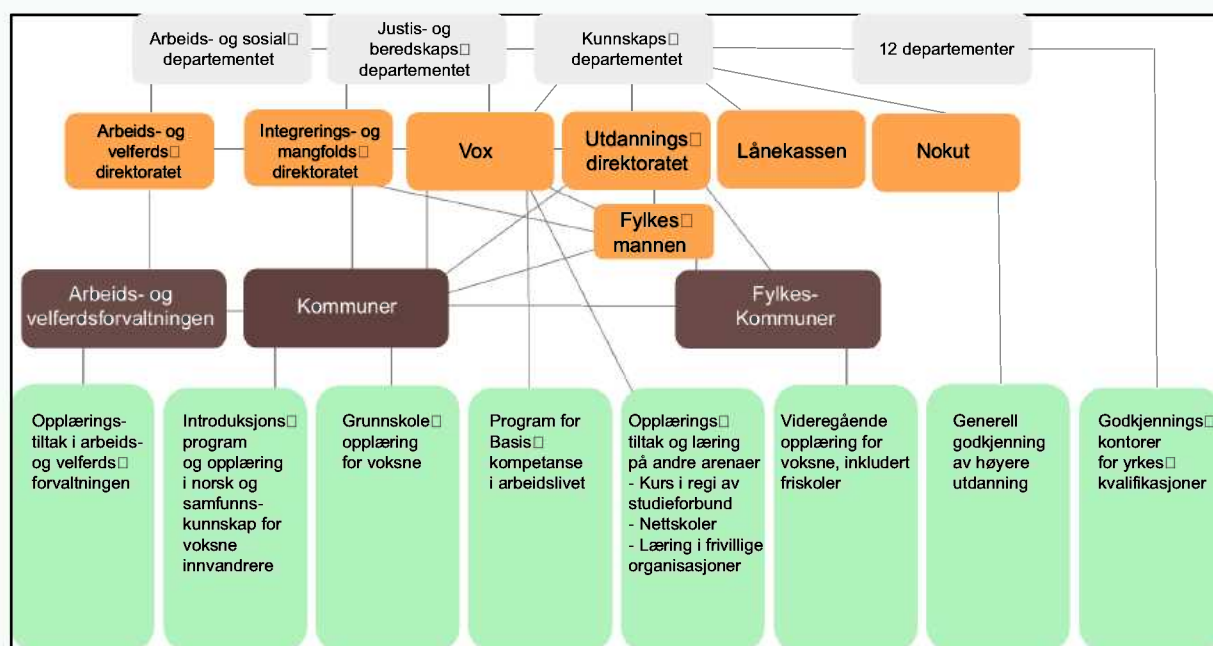 Arbeids- og sosial□
departementet
Justis- og
beredskaps□
departementet
Kunnskaps□
departementet
12 departementer
Arbeids- og
velferds□
direktoratet
Integrerings- og
mangfolds□
direktoratet
Vox
Utdannings□
direktoratet
Lånekassen
Nokut
Fylkes□
mannen
Arbeids- og
velferdsforvaltningen
Kommuner
Fylkes-
Kommuner
Opplærings-
tiltak i arbeids-
og velferds□
forvaltningen
Introduksjons□
program
og opplæring
i norsk og
samfunns-
kunnskap for
voksne
innvandrere
Grunnskole□
opplæring
for voksne
Program for
Basis□
kompetanse
i arbeidslivet
Opplærings□
tiltak og læring
på andre arenaer
- Kurs i regi av
studieforbund
- Nettskoler
- Læring i frivillige
organisasjoner
Videregående
opplæring for
voksne, inkludert
friskoler
Generell
godkjenning
av høyere
utdanning
Godkjennings□
kontorer
for yrkes□
kvalifikasjoner